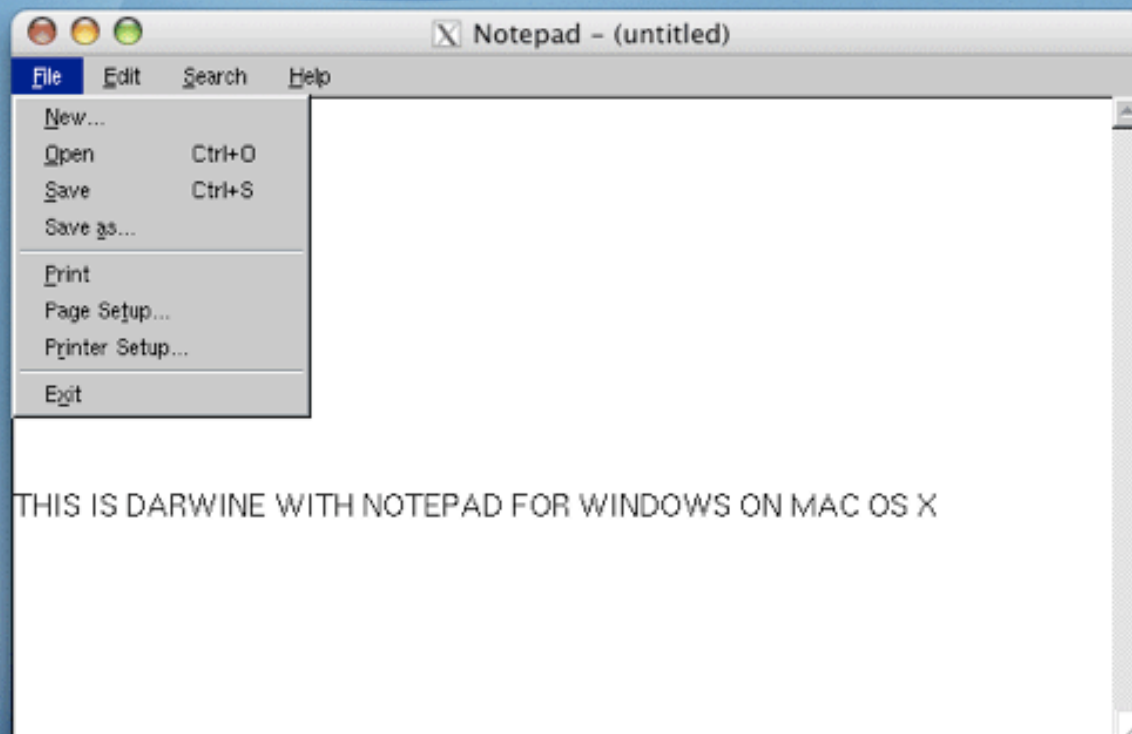 X Notepad – (untitled)
File Edit Search Help
New...
Open Ctrl+O
Save Ctrl+S
Save as...
Print
Page Setup...
Printer Setup...
Exit
THIS IS DARWINE WITH NOTEPAD FOR WINDOWS ON MAC OS X